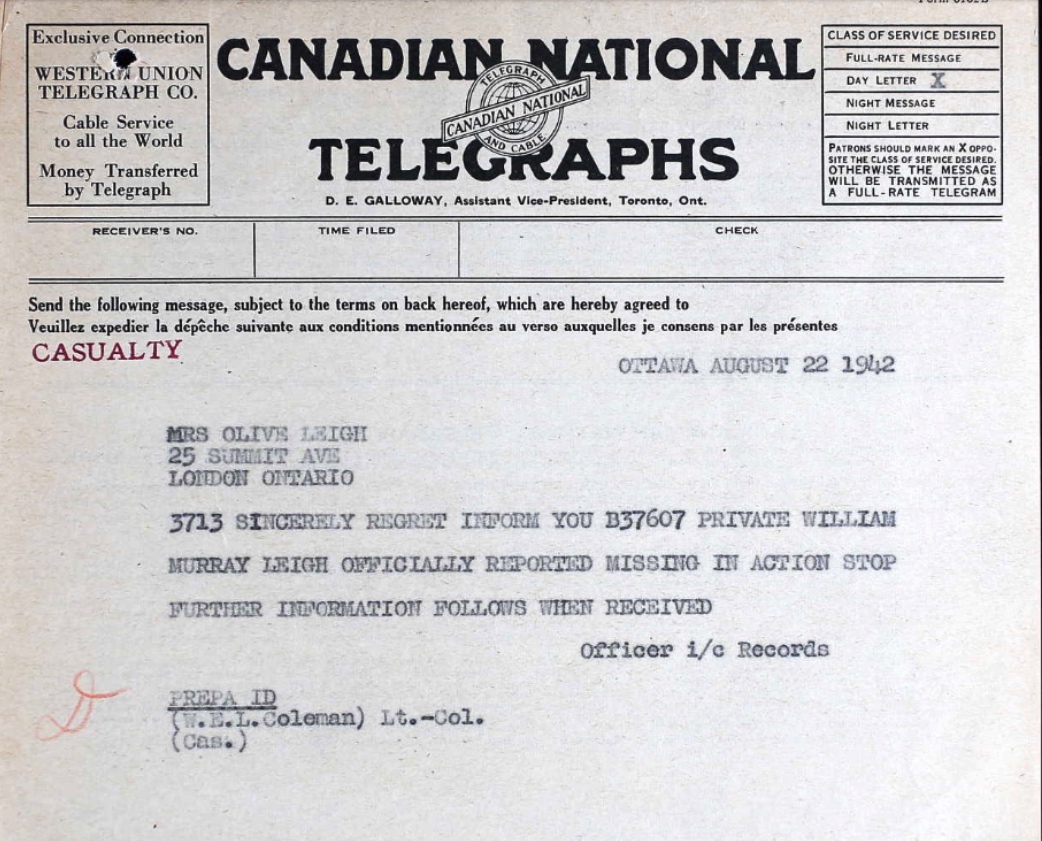 Exclusive Connection
WESTERN UNION
TELEGRAPH CO.
Cable Service
to all the World
Money Transferred
by Telegraph
CANADIAN NATIONAL
TELEGRAPH
CANADIAN NATIONAL
AND CABLE
TELEGRAPHS
D. E. GALLOWAY, Assistant Vice-President, Toronto, Ont.
CLASS OF SERVICE DESIRED
FULL-RATE MESSAGE
DAY LETTER X
NIGHT MESSAGE
NIGHT LETTER
PATRONS SHOULD MARK AN X OPPO-
SITE THE CLASS OF SERVICE DESIRED.
OTHERWISE THE MESSAGE
WILL BE TRANSMITTED AS
A FULL-RATE TELEGRAM
RECEIVER'S NO. TIME FILED CHECK
Send the following message, subject to the terms on back hereof, which are hereby agreed to
Veuillez expedier la dépêche suivante aux conditions mentionnées au verso auxquelles je consens par les présentes
CASUALTY
OTTAWA AUGUST 22 1942
MRS OLIVE LEIGH
25 SUMMIT AVE
LONDON ONTARIO
3713 SINCERELY REGRET INFORM YOU B37607 PRIVATE WILLIAM
MURRAY LEIGH OFFICIALLY REPORTED MISSING IN ACTION STOP
FURTHER INFORMATION FOLLOWS WHEN RECEIVED
Officer i/c Records
D
PREPA ID
(W.E.L.Coleman) Lt.-Col.
(Cas.)